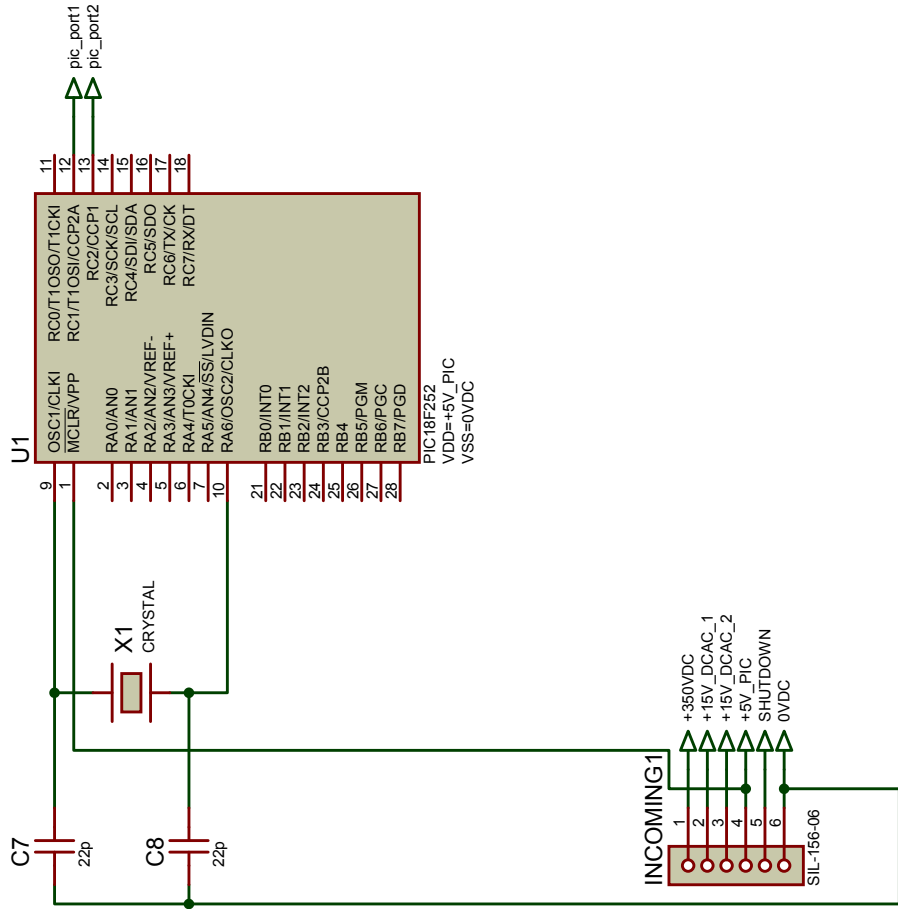 U1
9
1
2
3
4
5
6
7
10
21
22
23
24
25
26
27
28
OSC1/CLKI
MCLR/VPP
RA0/AN0
RA1/AN1
RA2/AN2/VREF-
RA3/AN3/VREF+
RA4/T0CKI
RA5/AN4/SS/LVDIN
RA6/OSC2/CLKO
RB0/INT0
RB1/INT1
RB2/INT2
RB3/CCP2B
RB4
RB5/PGM
RB6/PGC
RB7/PGD
RC0/T1OSO/T1CKI
RC1/T1OSI/CCP2A
RC2/CCP1
RC3/SCK/SCL
RC4/SDI/SDA
RC5/SDO
RC6/TX/CK
RC7/RX/DT
11
12
13
14
15
16
17
18
pic_port1
pic_port2
PIC18F252
VDD=+5V_PIC
VSS=0VDC
X1
CRYSTAL
C7
22p
C8
22p
INCOMING1
1
2
3
4
5
6
+350VDC
+15V_DCAC_1
+15V_DCAC_2
+5V_PIC
SHUTDOWN
0VDC
SIL-156-06